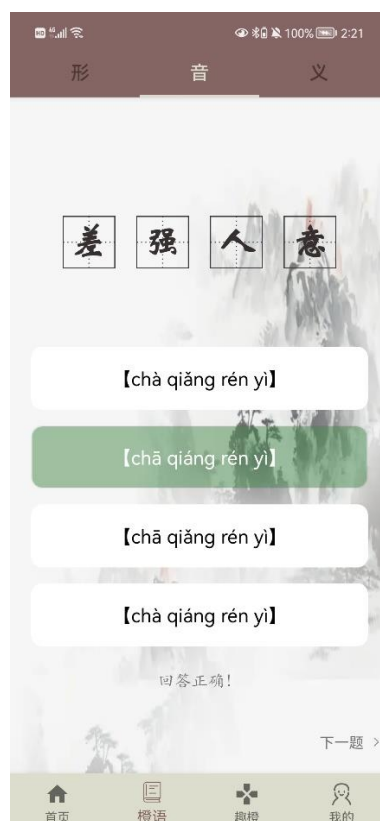 HD 4G 100% 2:21
形 音 义
差强人意
【chà qiǎng rén yì】
【chā qiáng rén yì】
【chā qiǎng rén yì】
【chà qiáng rén yì】
回答正确!
下一题 >
首页 橙语 趣橙 我的